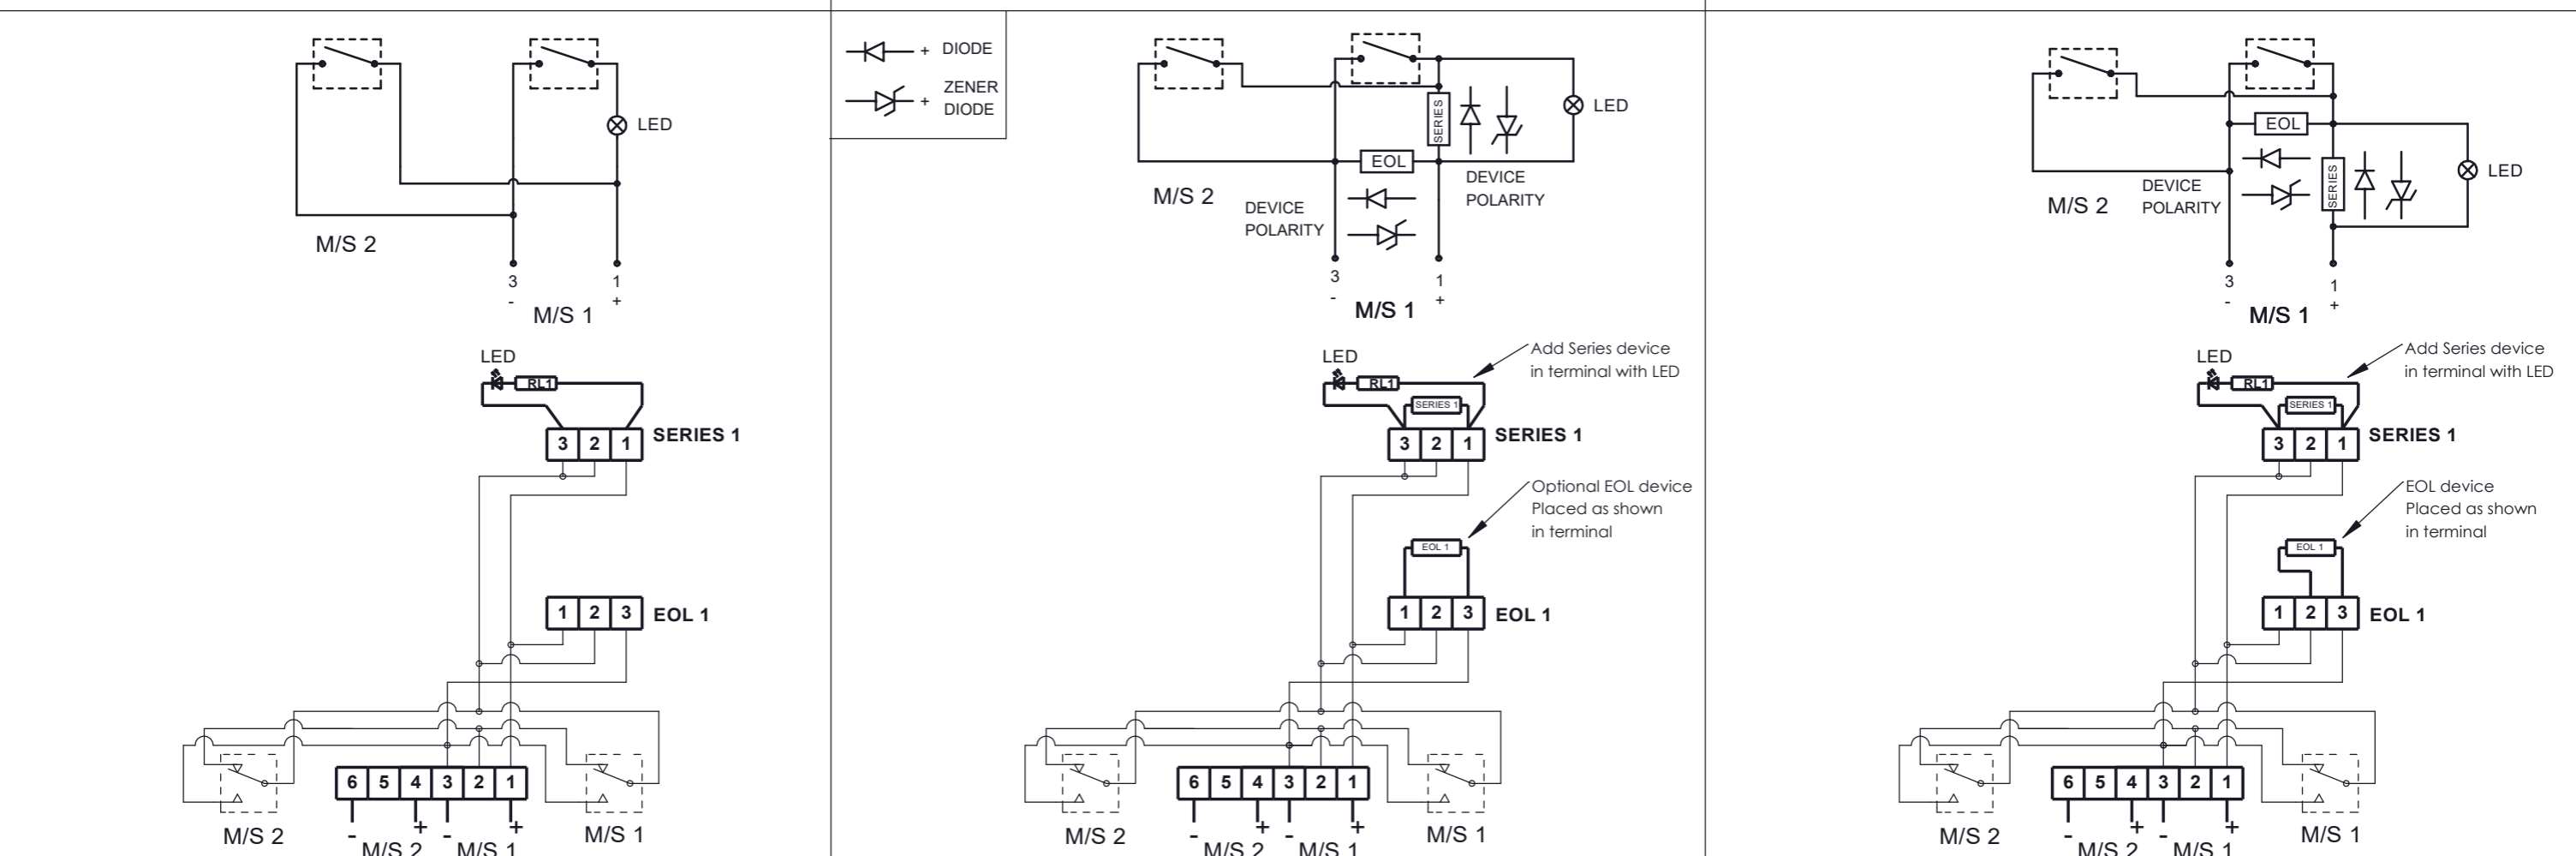 LED
M/S 2
3
1
-
+
M/S 1
LED
RL1
3 2 1
SERIES 1
1 2 3
EOL 1
6 5 4 3 2 1
- + - +
M/S 2
M/S 1
M/S 2 M/S 1
+ DIODE
+ ZENER
DIODE
LED
SERIES
EOL
M/S 2
DEVICE
POLARITY
DEVICE
POLARITY
3
1
-
+
M/S 1
LED
RL1
SERIES 1
Add Series device
in terminal with LED
3 2 1
SERIES 1
Optional EOL device
Placed as shown
in terminal
EOL 1
1 2 3
EOL 1
6 5 4 3 2 1
- + - +
M/S 2
M/S 1
M/S 2 M/S 1
EOL
LED
SERIES
M/S 2
DEVICE
POLARITY
3
1
-
+
M/S 1
LED
RL1
SERIES 1
Add Series device
in terminal with LED
3 2 1
SERIES 1
EOL device
Placed as shown
in terminal
EOL 1
1 2 3
EOL 1
6 5 4 3 2 1
- + - +
M/S 2
M/S 1
M/S 2 M/S 1